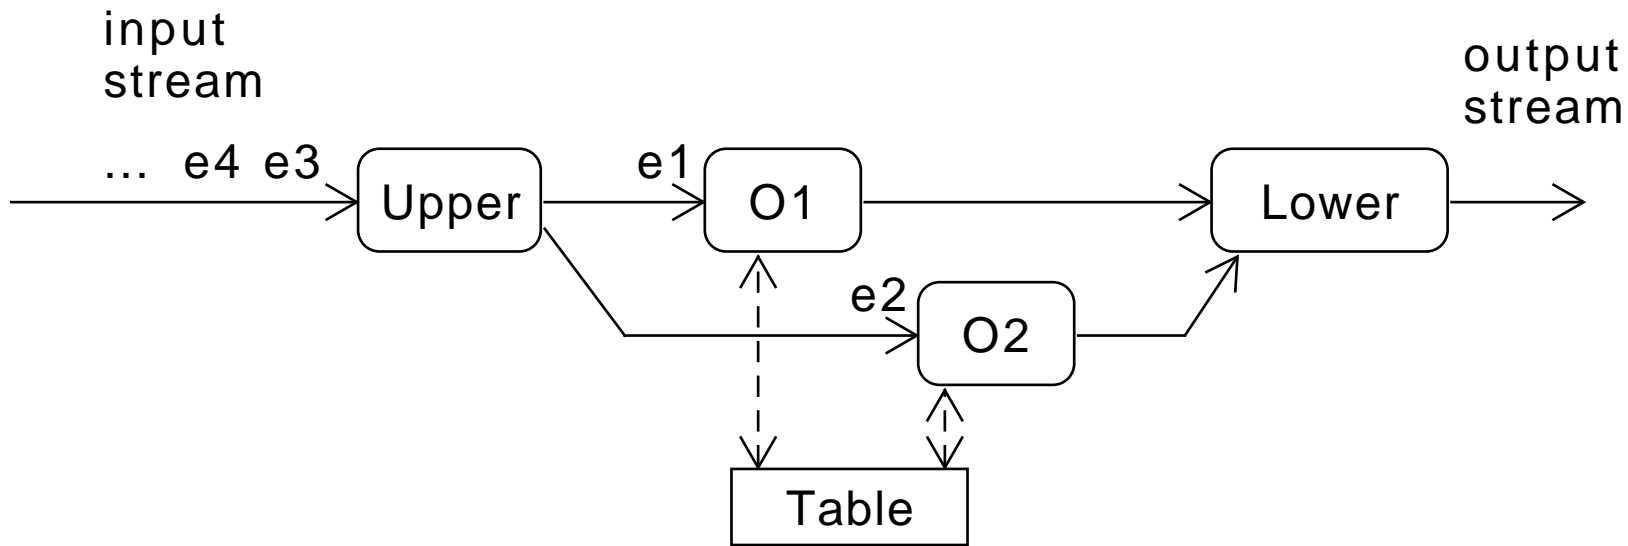 input
stream
output
stream
... e4 e3
e1
Upper
O1
Lower
e2
O2
Table